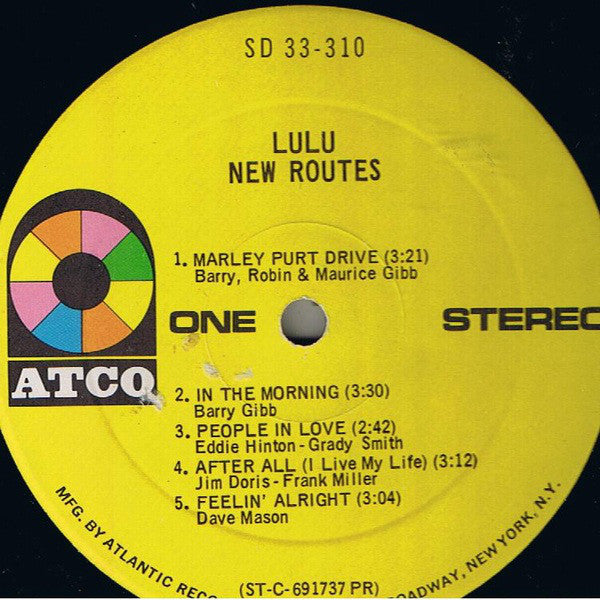 SD 33-310
LULU
NEW ROUTES
1. MARLEY PURT DRIVE (3:21)
Barry, Robin & Maurice Gibb
ONE
STEREO
ATCO
2. IN THE MORNING (3:30)
Barry Gibb
3. PEOPLE IN LOVE (2:42)
Eddie Hinton-Grady Smith
4. AFTER ALL (I Live My Life) (3:12)
Jim Doris-Frank Miller
5. FEELIN' ALRIGHT (3:04)
Dave Mason
(ST-C-691737 PR)
MFG. BY ATLANTIC NEW YORK, N.Y.